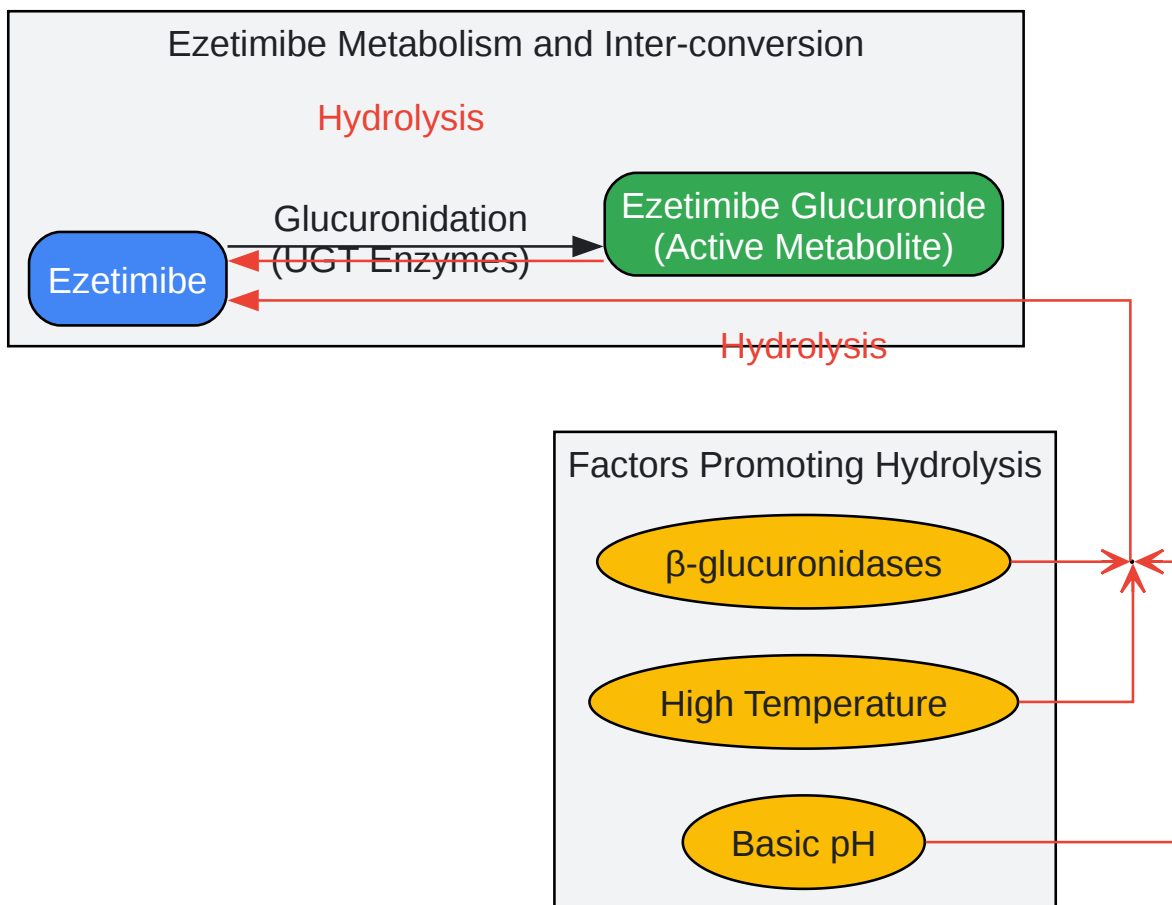 Ezetimibe Metabolism and Inter-conversion
Hydrolysis
Glucuronidation
(UGT Enzymes)
Ezetimibe Glucuronide
(Active Metabolite)
Ezetimibe
Hydrolysis
Factors Promoting Hydrolysis
β-glucuronidases
High Temperature
Basic pH